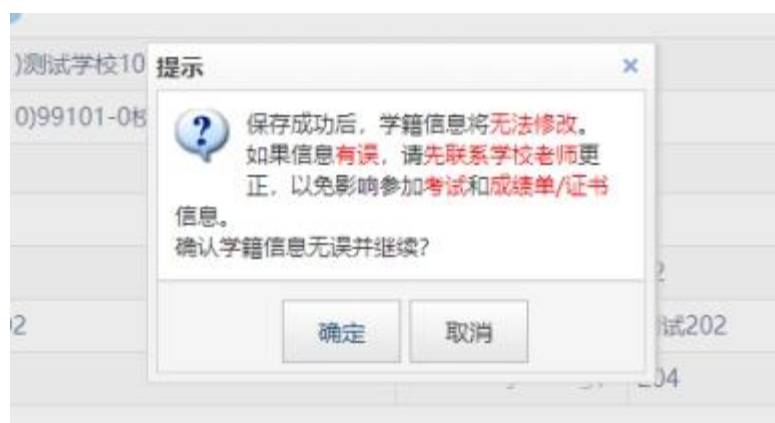 )测试学校10
提示
×
0)99101-0
保存成功后，学籍信息将无法修改。
如果信息有误，请先联系学校老师更
正，以免影响参加考试和成绩单/证书
信息。
确认学籍信息无误并继续?
2
确定
取消
试202
04